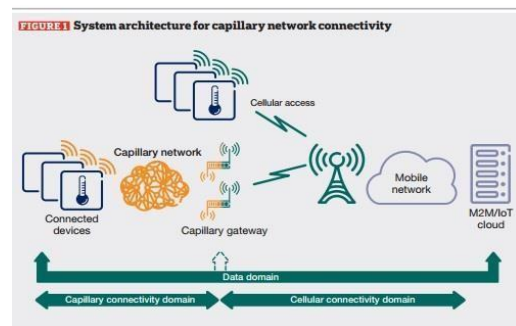 FIGURE 1 System architecture for capillary network connectivity
Cellular access
Capillary network
Connected
devices
Capillary gateway
Mobile
network
M2M/IoT
cloud
Data domain
Capillary connectivity domain
Cellular connectivity domain